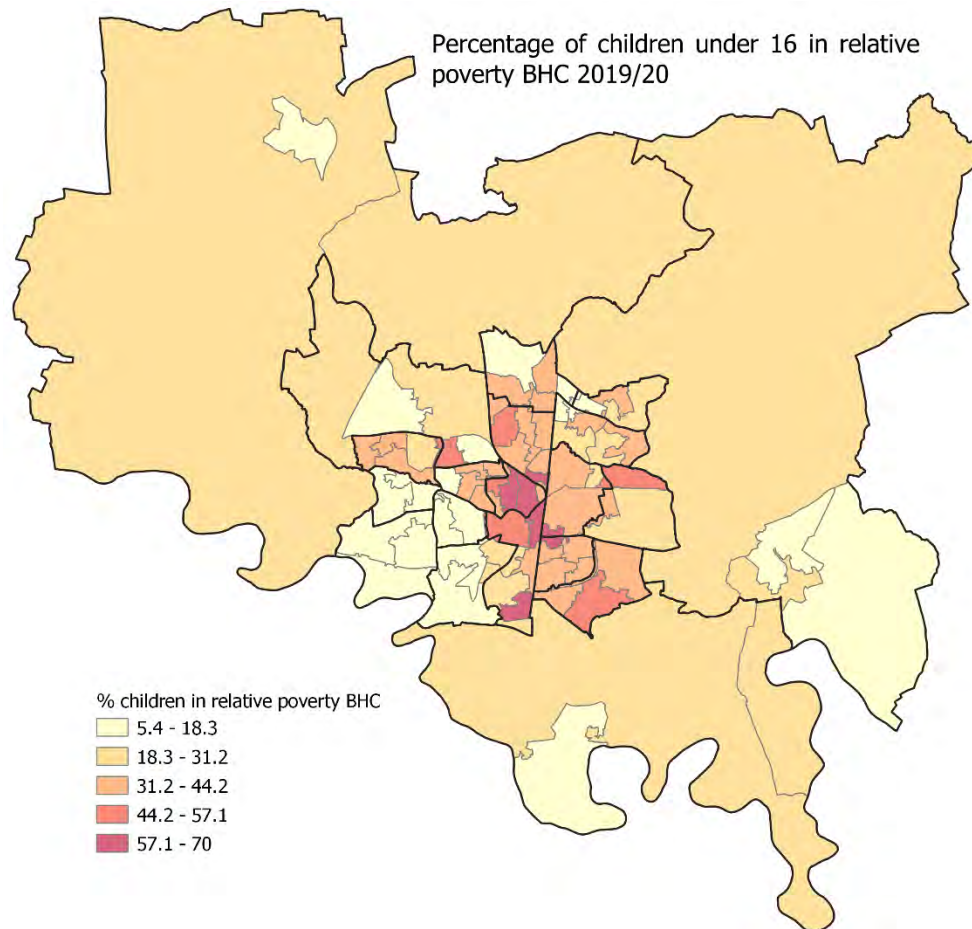 Percentage of children under 16 in relative
poverty BHC 2019/20
% children in relative poverty BHC
5.4 - 18.3
18.3 - 31.2
31.2 - 44.2
44.2 - 57.1
57.1 - 70